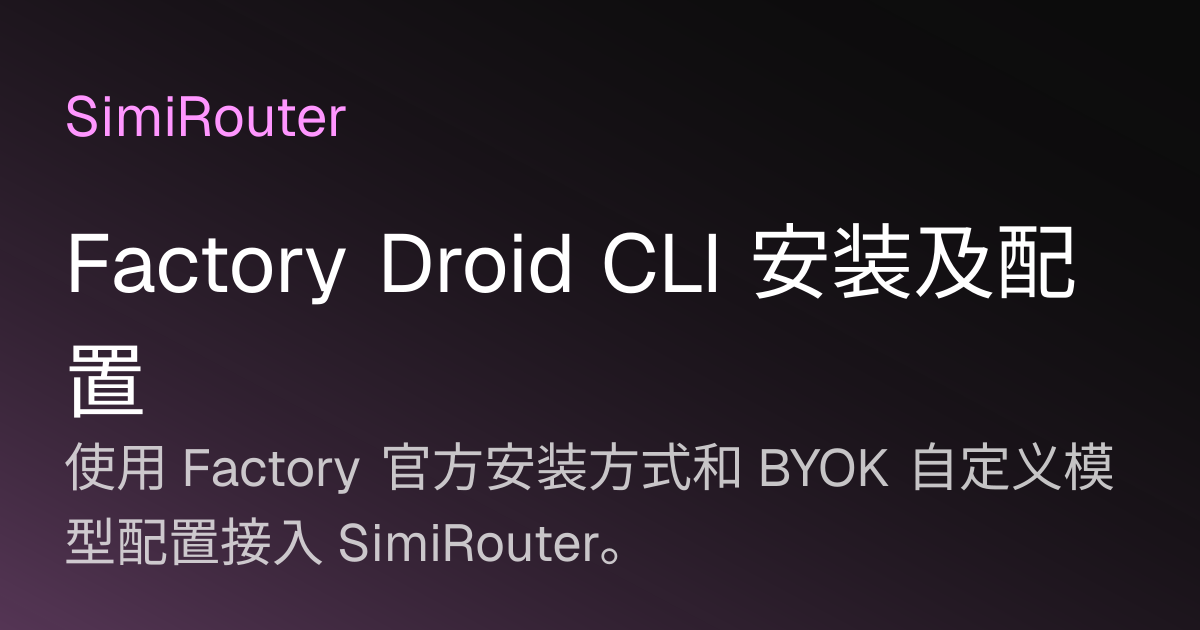 SimiRouter
Factory Droid CLI 安装及配
置
使用 Factory 官方安装方式和 BYOK 自定义模
型配置接入 SimiRouter。